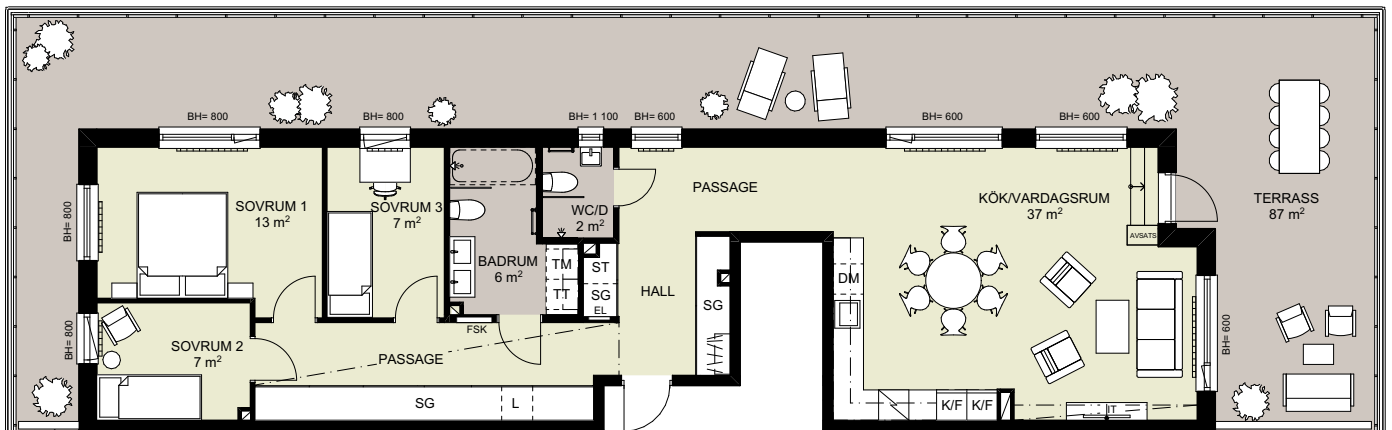 BH= 800
BH= 800
BH= 1 100
BH= 600
BH= 600
BH= 600
BH= 800
SOVRUM 1
13 m²
SOVRUM 3
7 m²
WC/D
2 m²
PASSAGE
KÖK/VARDAGSRUM
37 m²
TERRASS
87 m²
AVSATS
BADRUM
6 m²
TM
TT
ST
SG
EL
HALL
SG
DM
FSK
BH= 800
SOVRUM 2
7 m²
PASSAGE
BH= 600
SG
L
K/F
K/F
IT